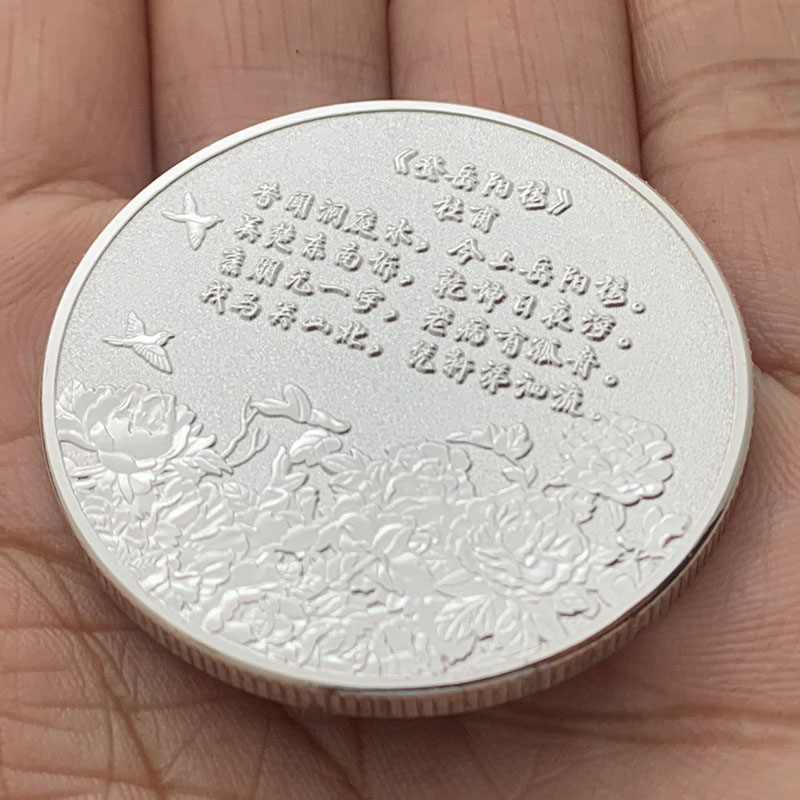 《登岳阳楼》
杜甫
昔闻洞庭水，今上岳阳楼。
吴楚东南坼，乾坤日夜浮。
亲朋无一字，老病有孤舟。
戎马关山北，凭轩涕泗流。